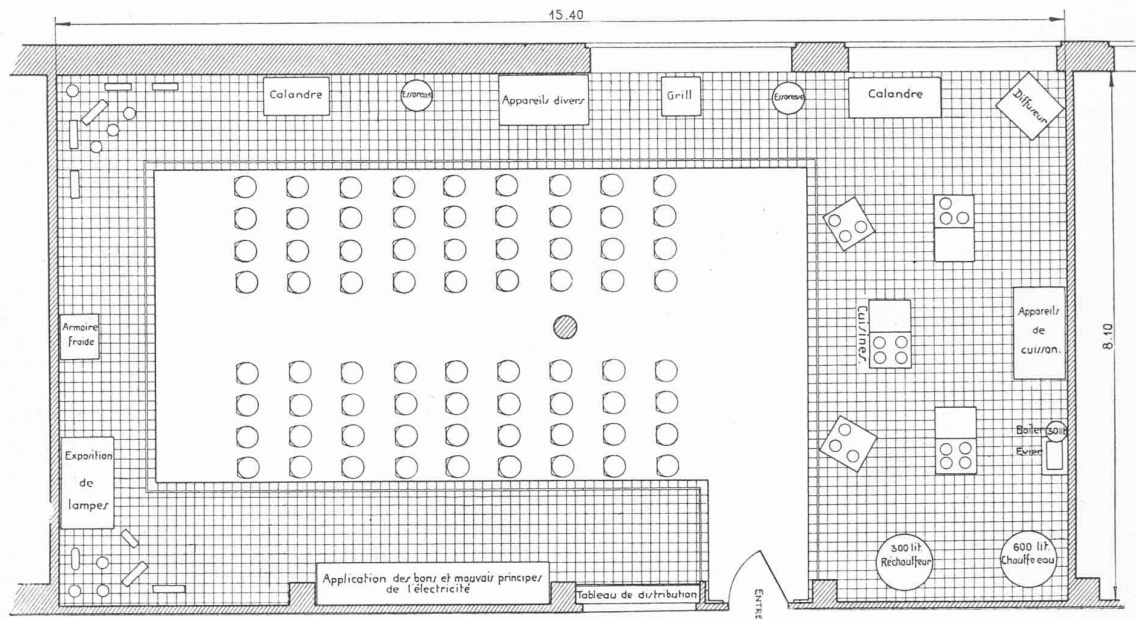 15.40
Calandre
Essoreuse
Appareils divers
Grill
Essoreuse
Calandre
Diffuseur
8.10
Armoire
froide
Cuisines.
Appareils
de
cuisson.
Boiler 30 lit.
Evier
Exposition
de
lampes
300 lit.
Réchauffeur
600 lit.
Chauffe eau
Application des bons et mauvais principes
de l'électricité
Tableau de distribution
ENTRE